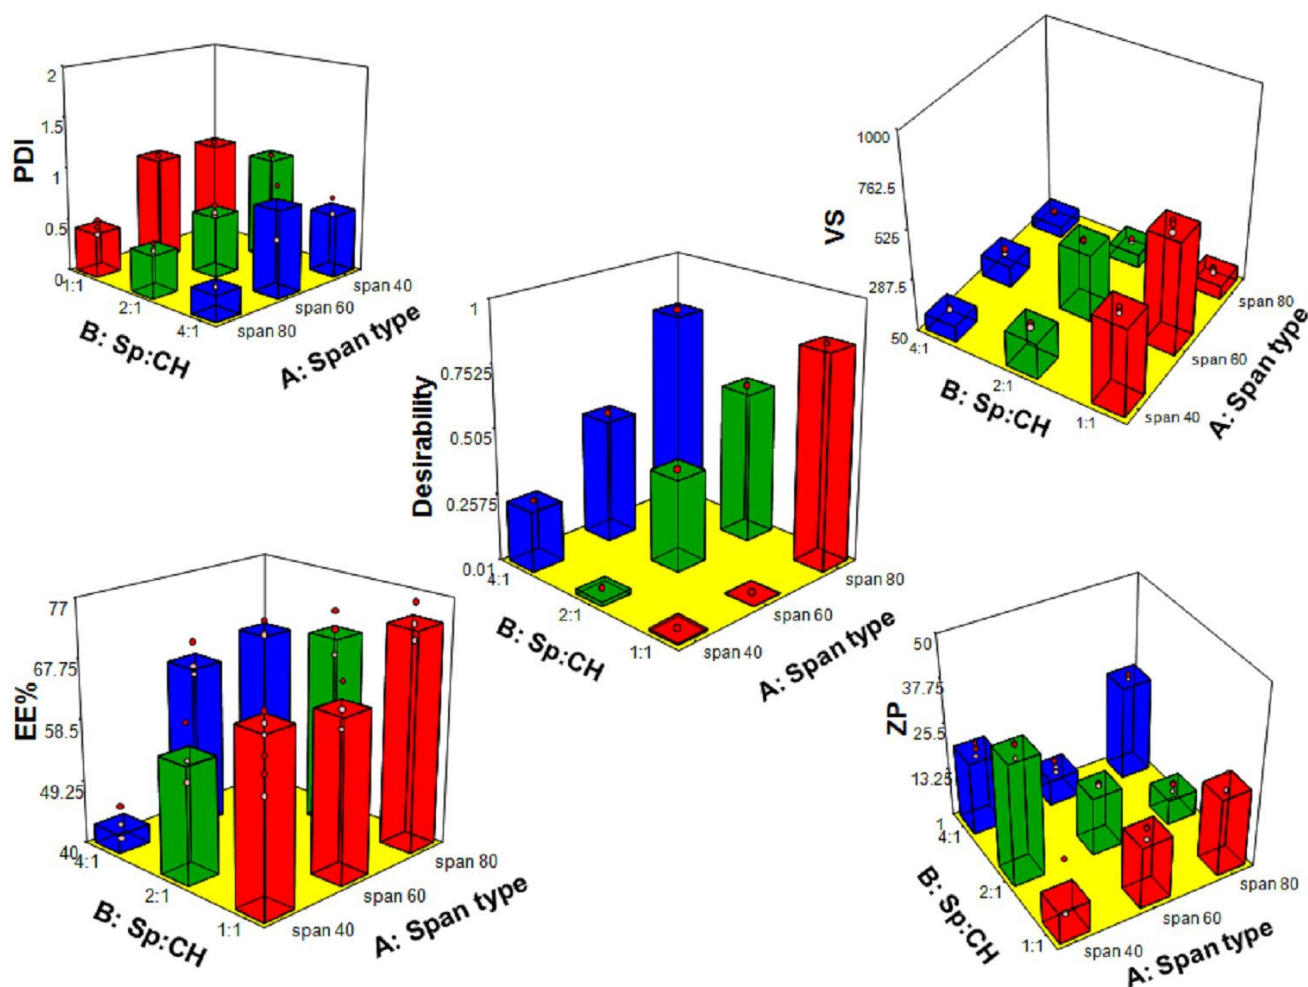 2
1.5
1
0.5
0
PDI
1:1
2:1
4:1
B: Sp:CH
span 40
span 60
span 80
A: Span type
1000
762.5
525
287.5
50
VS
4:1
2:1
1:1
B: Sp:CH
span 80
span 60
span 40
A: Span type
1
0.7525
0.505
0.2575
0.01
Desirability
4:1
2:1
1:1
B: Sp:CH
span 80
span 60
span 40
A: Span type
77
67.75
58.5
49.25
40
EE%
4:1
2:1
1:1
B: Sp:CH
span 80
span 60
span 40
A: Span type
50
37.75
25.5
13.25
1
ZP
4:1
2:1
1:1
B: Sp:CH
span 80
span 60
span 40
A: Span type